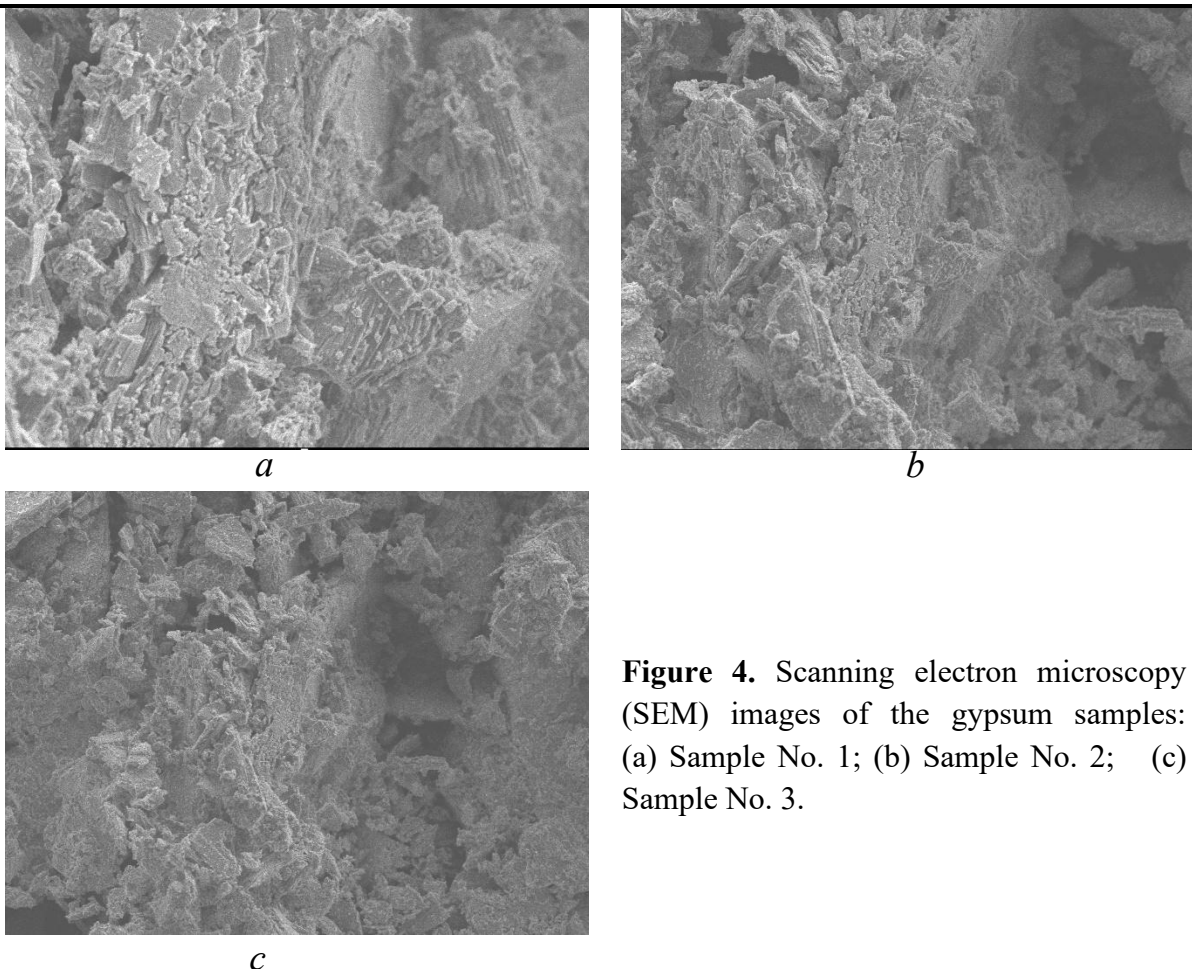 a
b
Figure 4. Scanning electron microscopy
(SEM) images of the gypsum samples:
(a) Sample No. 1; (b) Sample No. 2; (c)
Sample No. 3.
c